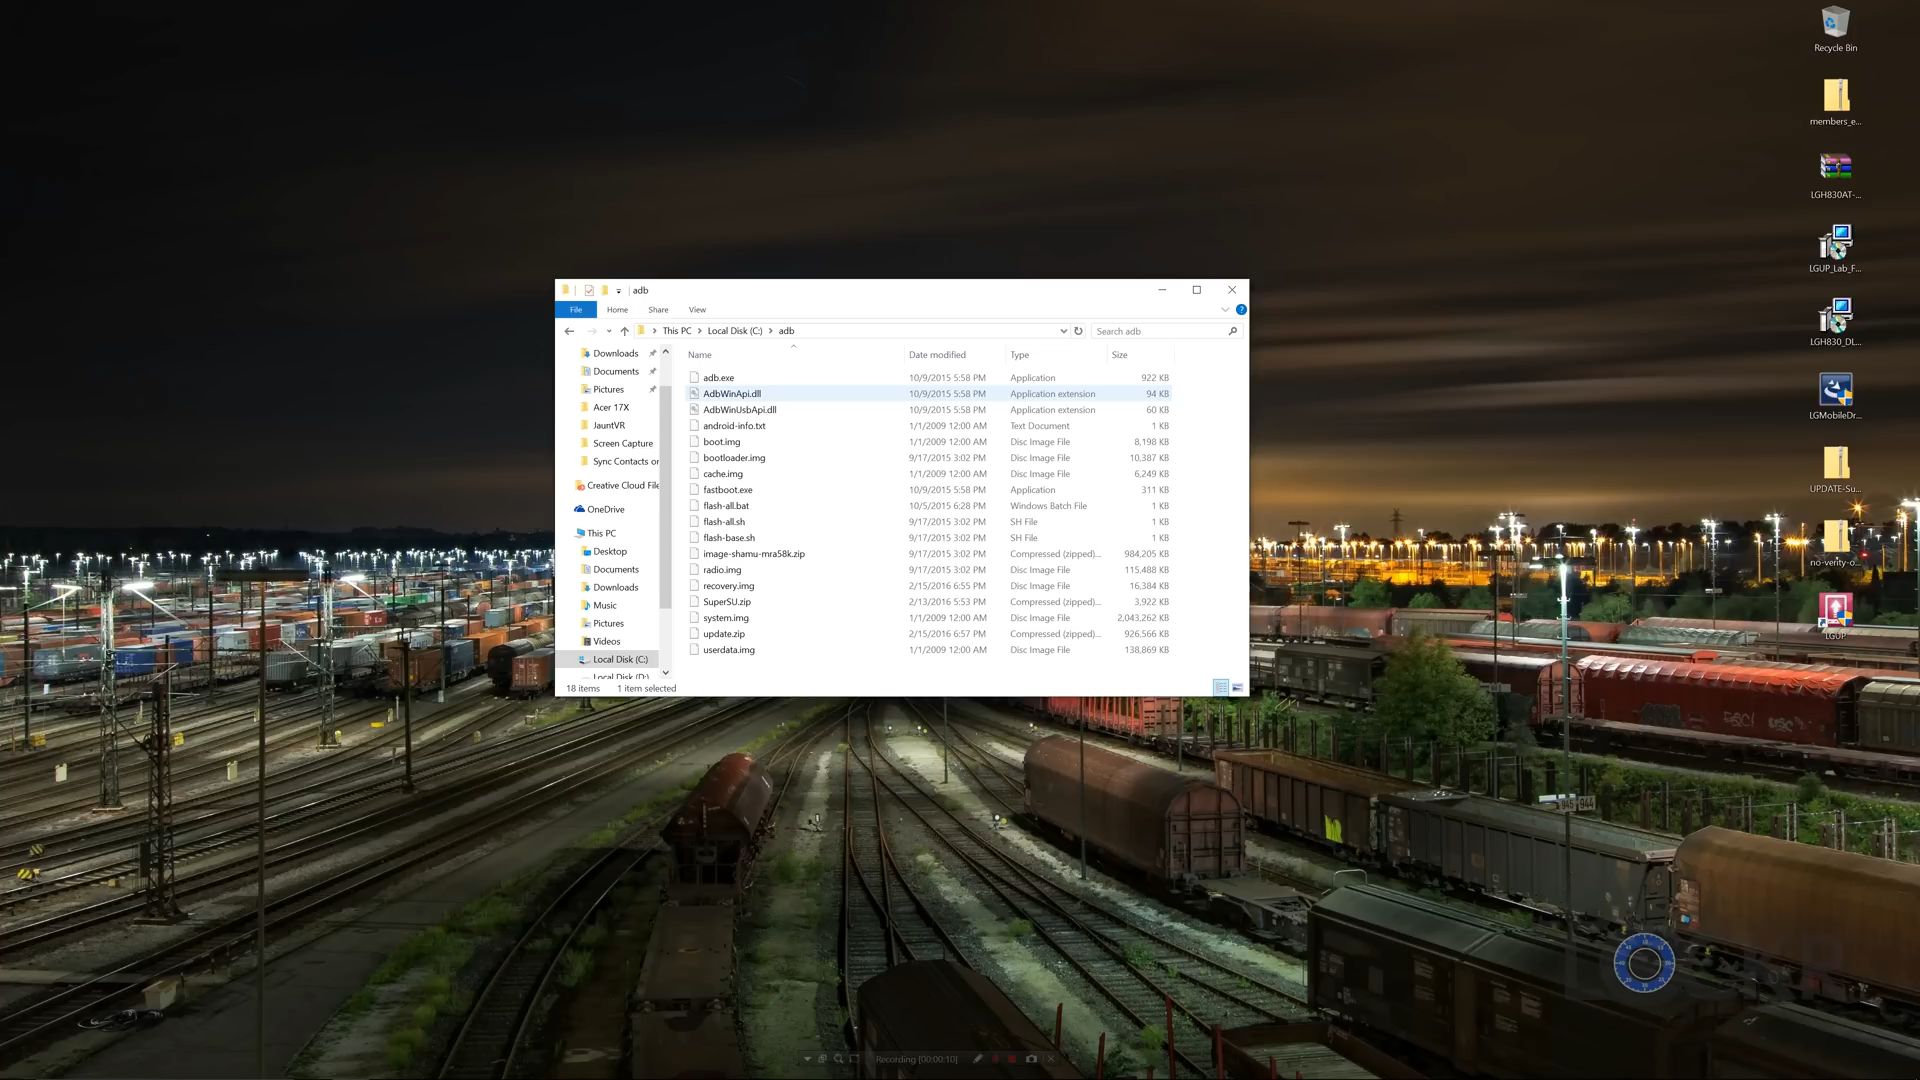 adb
File Home Share View
This PC Local Disk (C:) adb Search adb
Downloads
Documents
Pictures
Acer 17X
JauntVR
Screen Capture
Sync Contacts or
Creative Cloud File
OneDrive
This PC
Desktop
Documents
Downloads
Music
Pictures
Videos
Local Disk (C:)
Local Disk (D:)
Name Date modified Type Size
adb.exe 10/9/2015 5:58 PM Application 922 KB
AdbWinApi.dll 10/9/2015 5:58 PM Application extension 94 KB
AdbWinUsbApi.dll 10/9/2015 5:58 PM Application extension 60 KB
android-info.txt 1/1/2009 12:00 AM Text Document 1 KB
boot.img 1/1/2009 12:00 AM Disc Image File 8,198 KB
bootloader.img 9/17/2015 3:02 PM Disc Image File 10,387 KB
cache.img 1/1/2009 12:00 AM Disc Image File 6,249 KB
fastboot.exe 10/9/2015 5:58 PM Application 311 KB
flash-all.bat 10/5/2015 6:28 PM Windows Batch File 1 KB
flash-all.sh 9/17/2015 3:02 PM SH File 1 KB
flash-base.sh 9/17/2015 3:02 PM SH File 1 KB
image-shamu-mra58k.zip 9/17/2015 3:02 PM Compressed (zipped)... 984,205 KB
radio.img 9/17/2015 3:02 PM Disc Image File 115,488 KB
recovery.img 2/15/2016 6:55 PM Disc Image File 16,384 KB
SuperSU.zip 2/13/2016 5:53 PM Compressed (zipped)... 3,922 KB
system.img 1/1/2009 12:00 AM Disc Image File 2,043,262 KB
update.zip 2/15/2016 6:57 PM Compressed (zipped)... 926,566 KB
userdata.img 1/1/2009 12:00 AM Disc Image File 138,869 KB
18 items 1 item selected
Recycle Bin
members_e...
LGH830AT-...
LGUP_Lab_F...
LGH830_DL...
LGMobileDr...
UPDATE-Su...
no-verity-o...
LGUP
945 944
Recording [00:00:10]